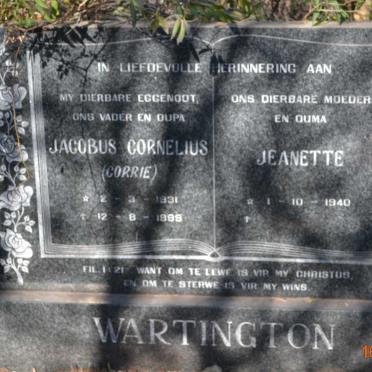 IN LIEFDEVOLLE HERINNERING AAN
MY DIERBARE EGGENOOT,
ONS VADER EN OUPA
JACOBUS CORNELIUS
(CORRIE)
☆ 2 - 3 - 1931
† 12 - 8 - 1999
ONS DIERBARE MOEDER
EN OUMA
JEANETTE
☆ 1 - 10 - 1940
†
FIL. 1:21 WANT OM TE LEWE IS VIR MY CHRISTUS,
EN OM TE STERWE IS VIR MY WINS.
WARTINGTON